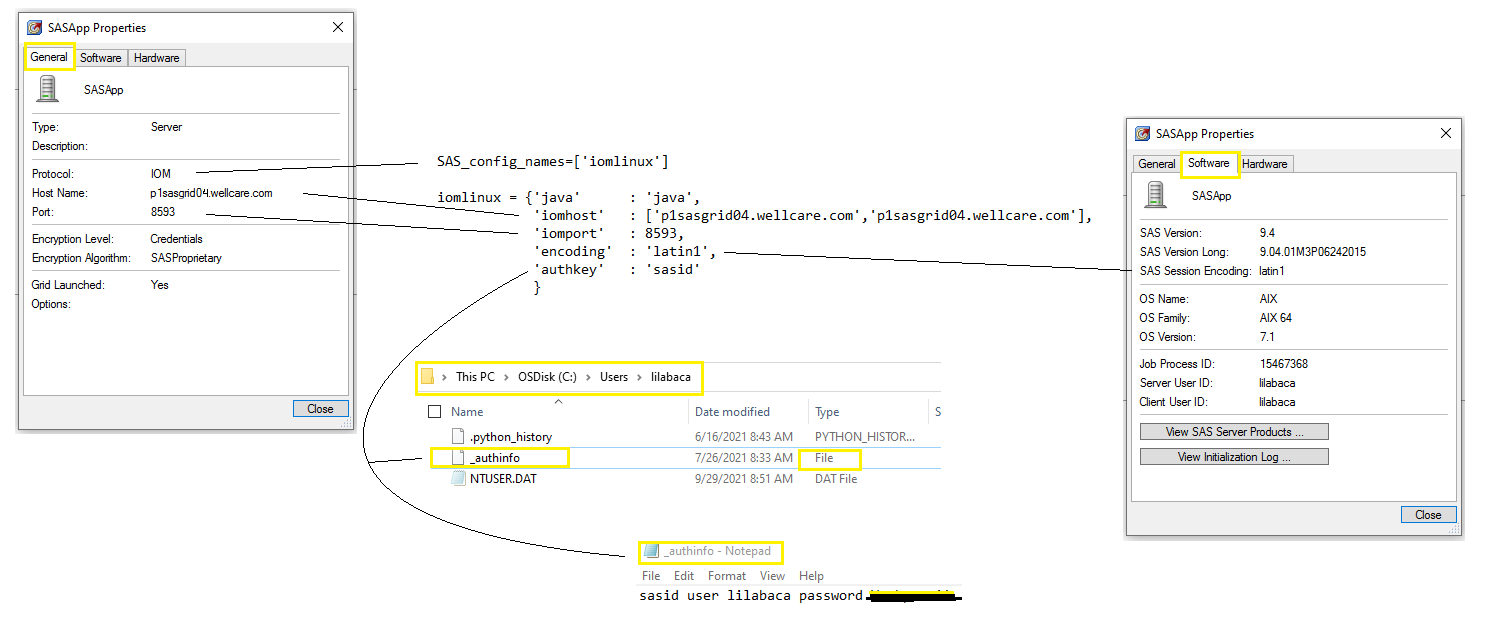 SASApp Properties
General Software Hardware
SASApp
Type: Server
Description:
Protocol: IOM
Host Name: p1sasgrid04.wellcare.com
Port: 8593
Encryption Level: Credentials
Encryption Algorithm: SASProprietary
Grid Launched: Yes
Options:
Close
SAS_config_names=['iomlinux']
iomlinux = {'java' : 'java',
'iomhost' : ['p1sasgrid04.wellcare.com','p1sasgrid04.wellcare.com'],
'iomport' : 8593,
'encoding' : 'latin1',
'authkey' : 'sasid'
}
This PC > OSDisk (C:) > Users > lilabaca
Name Date modified Type S
.python_history 6/16/2021 8:43 AM PYTHON_HISTOR...
_authinfo 7/26/2021 8:33 AM File
NTUSER.DAT 9/29/2021 8:51 AM DAT File
_authinfo - Notepad
File Edit Format View Help
sasid user lilabaca password
SASApp Properties
General Software Hardware
SASApp
SAS Version: 9.4
SAS Version Long: 9.04.01M3P06242015
SAS Session Encoding: latin1
OS Name: AIX
OS Family: AIX 64
OS Version: 7.1
Job Process ID: 15467368
Server User ID: lilabaca
Client User ID: lilabaca
View SAS Server Products ...
View Initialization Log ...
Close